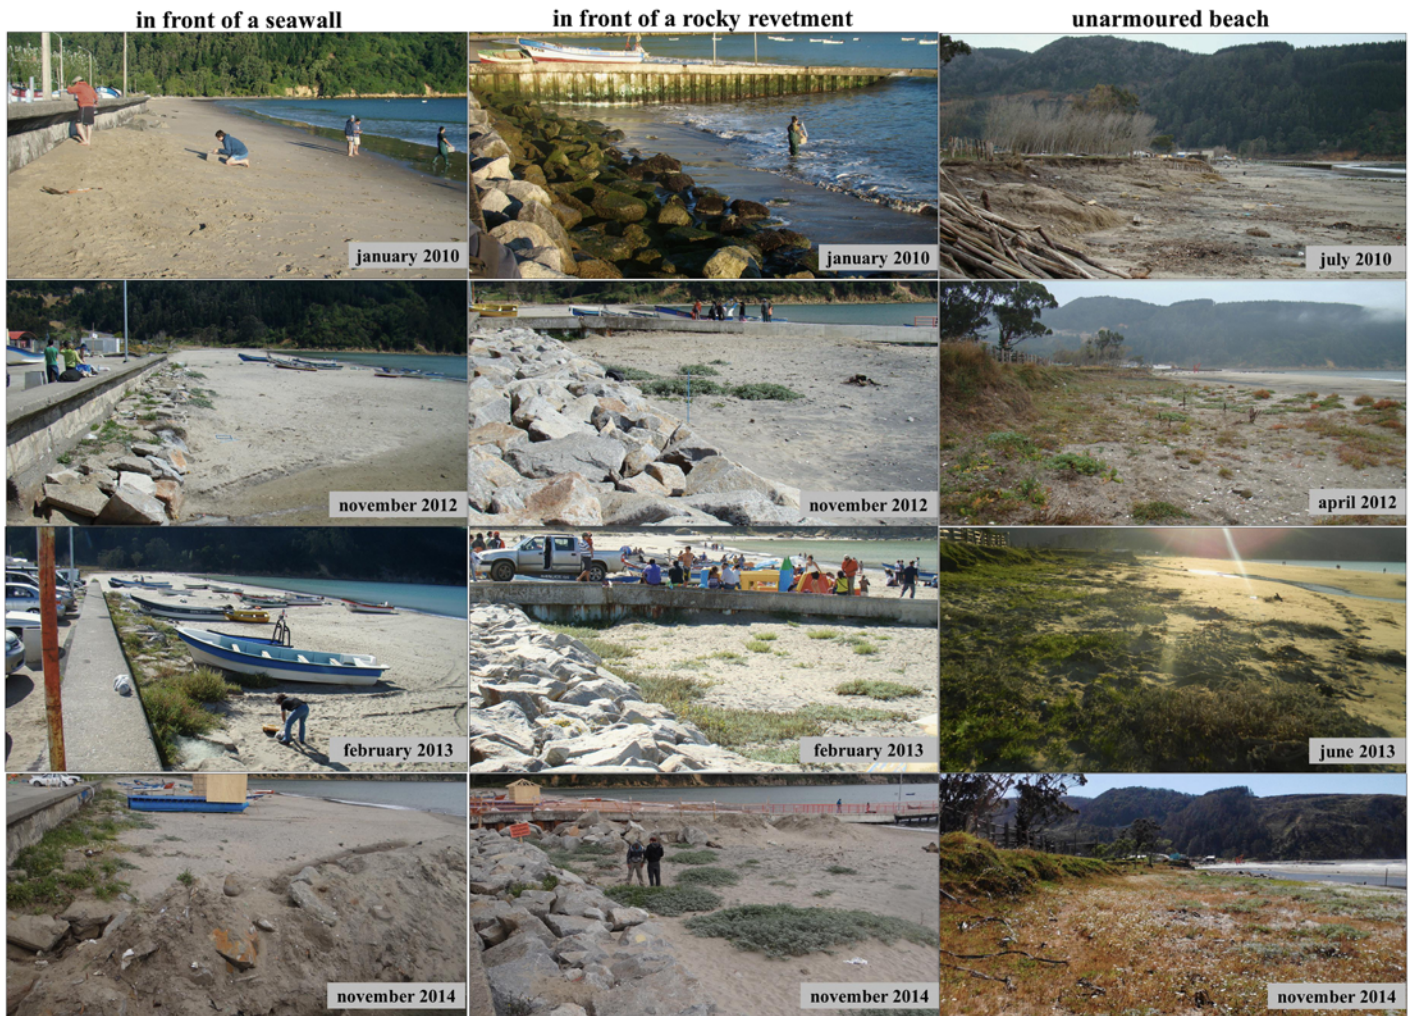 in front of a seawall
in front of a rocky revetment
unarmoured beach
january 2010
january 2010
july 2010
november 2012
november 2012
april 2012
february 2013
february 2013
june 2013
november 2014
november 2014
november 2014